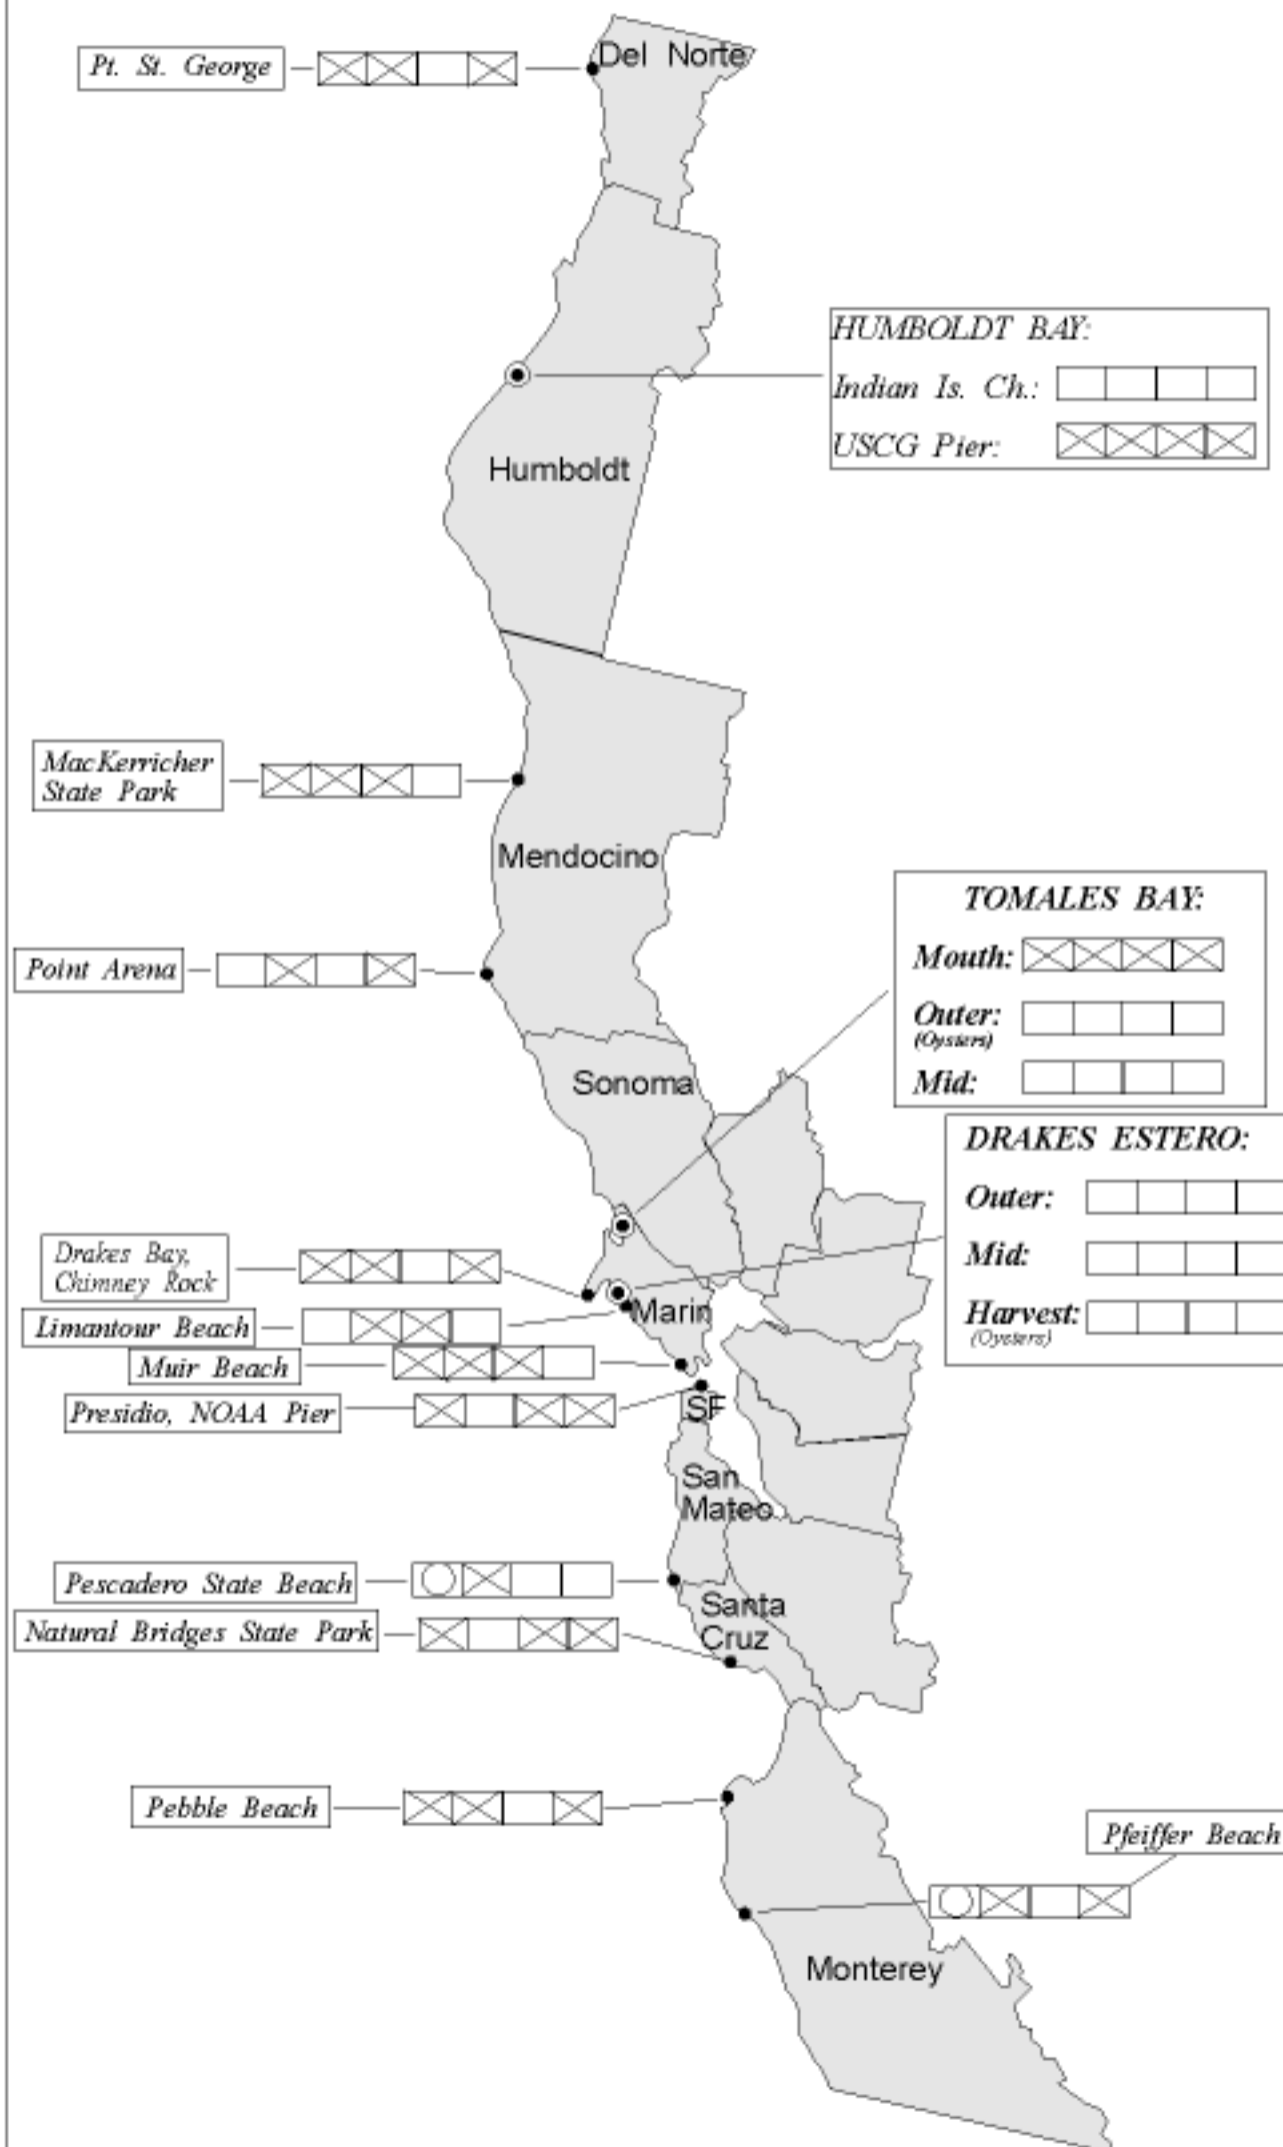 Pt. St. George
Del Norte
HUMBOLDT BAY:
Indian Is. Ch.:
USCG Pier:
Humboldt
MacKerricher
State Park
Mendocino
TOMALES BAY:
Mouth:
Outer:
(Oysters)
Mid:
Point Arena
Sonoma
DRAKES ESTERO:
Outer:
Mid:
Harvest:
(Oysters)
Drakes Bay,
Chimney Rock
Marin
Limantour Beach
Muir Beach
Presidio, NOAA Pier
SF
San
Mateo
Pescadero State Beach
Santa
Cruz
Natural Bridges State Park
Pebble Beach
Pfeiffer Beach
Monterey